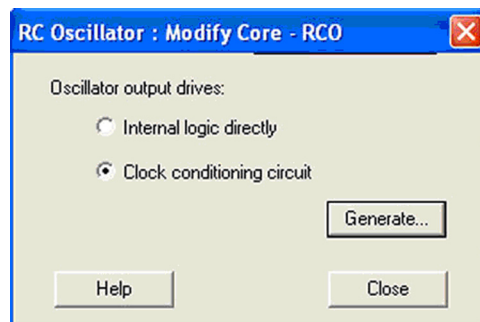 RC Oscillator : Modify Core - RCO
Oscillator output drives:
Internal logic directly
Clock conditioning circuit
Generate...
Help
Close